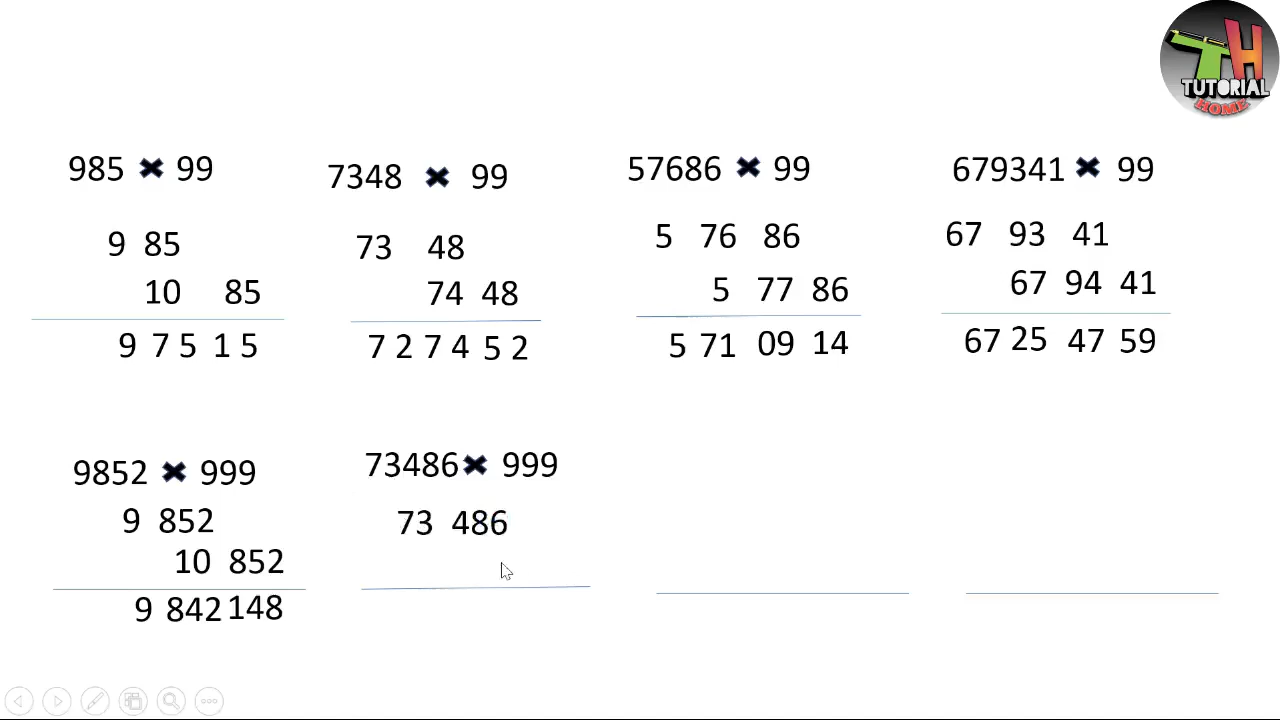 TH
TUTORIAL
HOME
985 ✖ 99
9 85
10 85
9 7 5 1 5
7348 ✖ 99
73 48
74 48
7 2 7 4 5 2
57686 ✖ 99
5 76 86
5 77 86
5 71 09 14
679341 ✖ 99
67 93 41
67 94 41
67 25 47 59
9852 ✖ 999
9 852
10 852
9 842 148
73486 ✖ 999
73 486